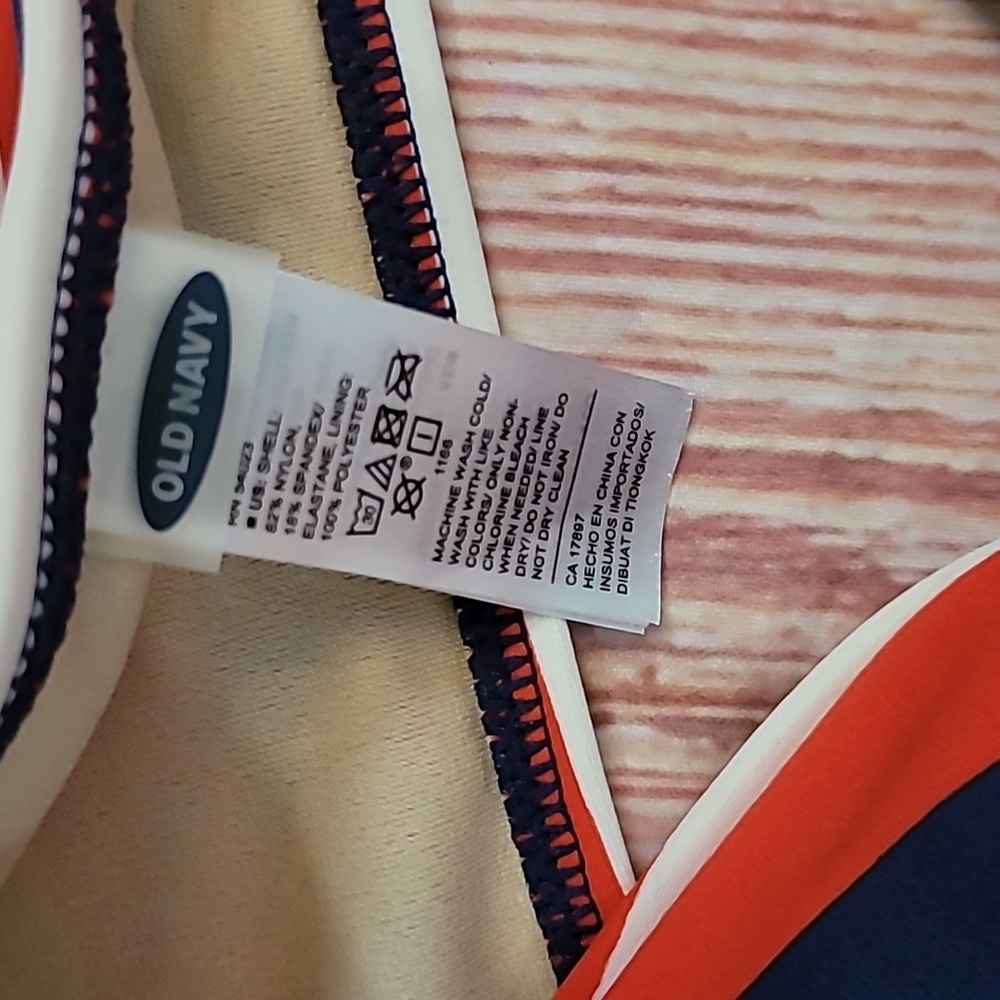 OLD NAVY
RN 54023
■ US: SHELL:
82% NYLON,
18% SPANDEX/
ELASTANE, LINING:
100% POLYESTER
30
1168
MACHINE WASH COLD/
WASH WITH LIKE
COLORS/ ONLY NON-
CHLORINE BLEACH
WHEN NEEDED/ LINE
DRY/ DO NOT IRON/ DO
NOT DRY CLEAN
CA 17897
HECHO EN CHINA CON
INSUMOS IMPORTADOS/
DIBUAT DI TIONGKOK